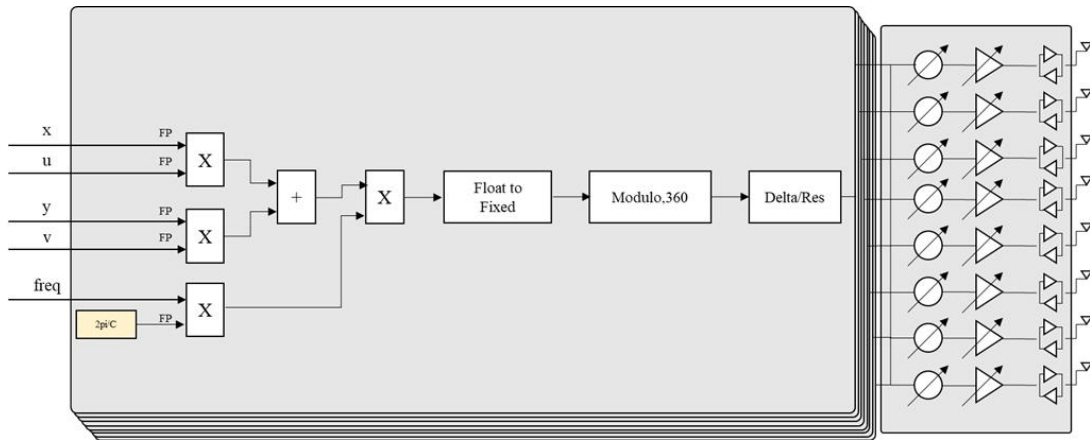 x
FP
X
u
FP
+
X
Float to
Fixed
Modulo,360
Delta/Res
y
FP
X
v
FP
freq
X
2pi/C
FP